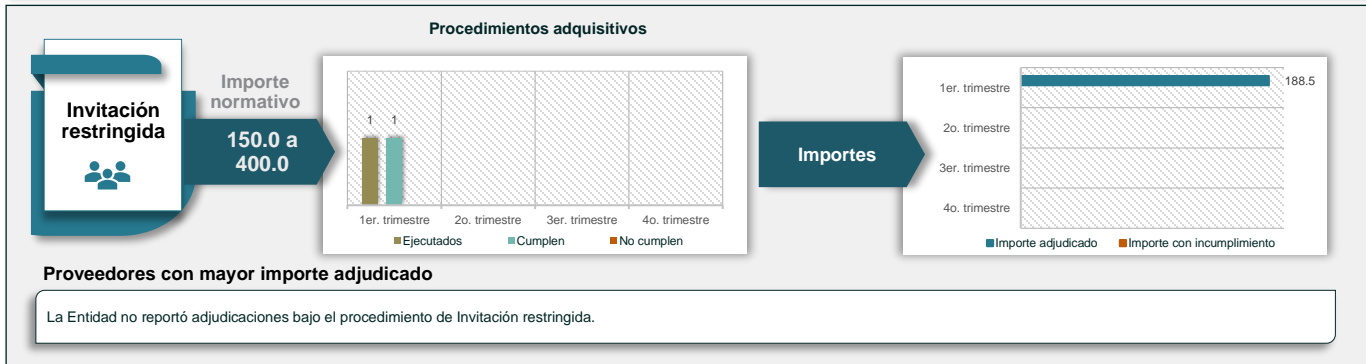 Procedimientos adquisitivos
Invitación
restringida
Importe
normativo
150.0 a
400.0
1 1
1er. trimestre 2o. trimestre 3er. trimestre 4o. trimestre
Ejecutados Cumplen No cumplen
Importes
1er. trimestre
2o. trimestre
3er. trimestre
4o. trimestre
188.5
Importe adjudicado Importe con incumplimiento
Proveedores con mayor importe adjudicado
La Entidad no reportó adjudicaciones bajo el procedimiento de Invitación restringida.